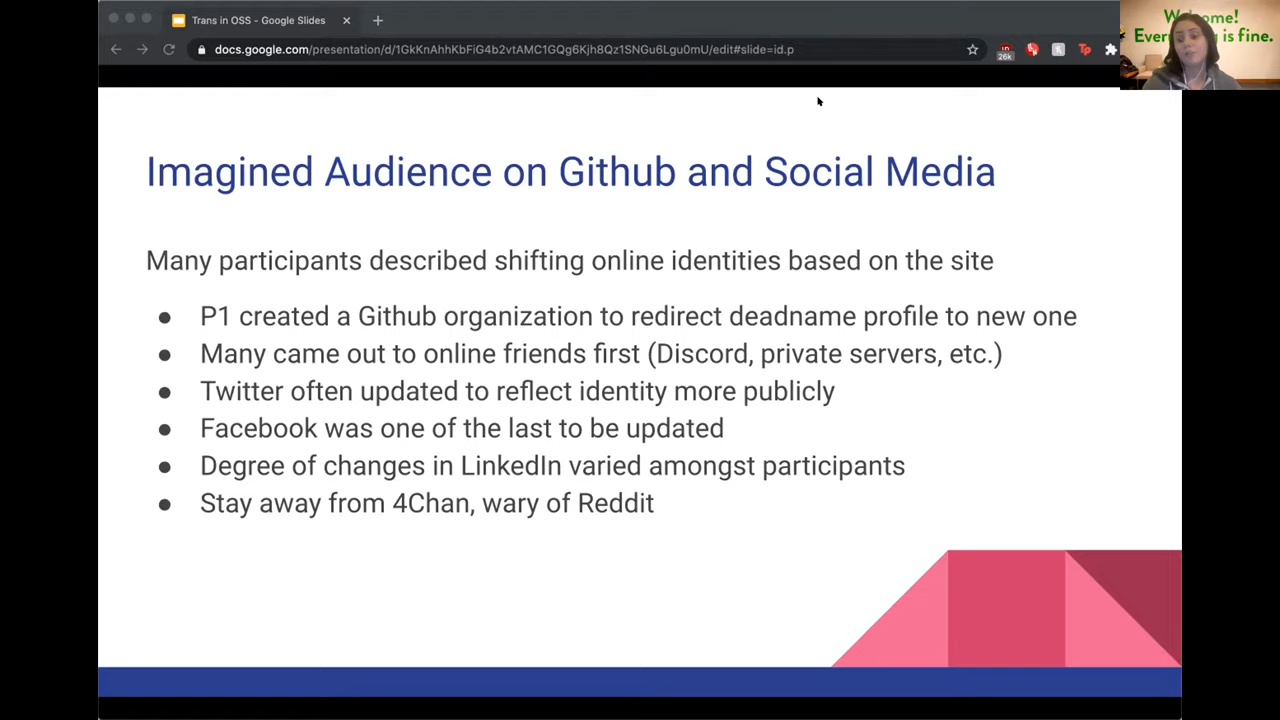 Trans in OSS - Google Slides
docs.google.com/presentation/d/1GkKnAhhKbFiG4b2vtAMC1GQg6Kjh8Qz1SNGu6Lgu0mU/edit#slide=id.p
26k
Tp
Welcome!
is fine.
Imagined Audience on Github and Social Media
Many participants described shifting online identities based on the site
● P1 created a Github organization to redirect deadname profile to new one
● Many came out to online friends first (Discord, private servers, etc.)
● Twitter often updated to reflect identity more publicly
● Facebook was one of the last to be updated
● Degree of changes in LinkedIn varied amongst participants
● Stay away from 4Chan, wary of Reddit